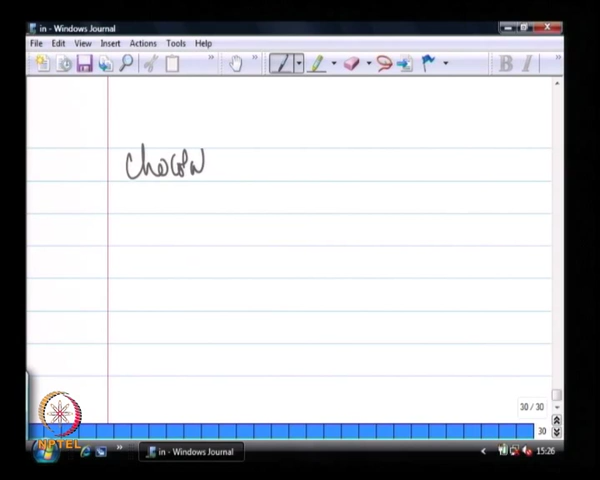 in - Windows Journal
File Edit View Insert Actions Tools Help
B I
30 / 30
30
NPTEL
in - Windows Journal
15:26